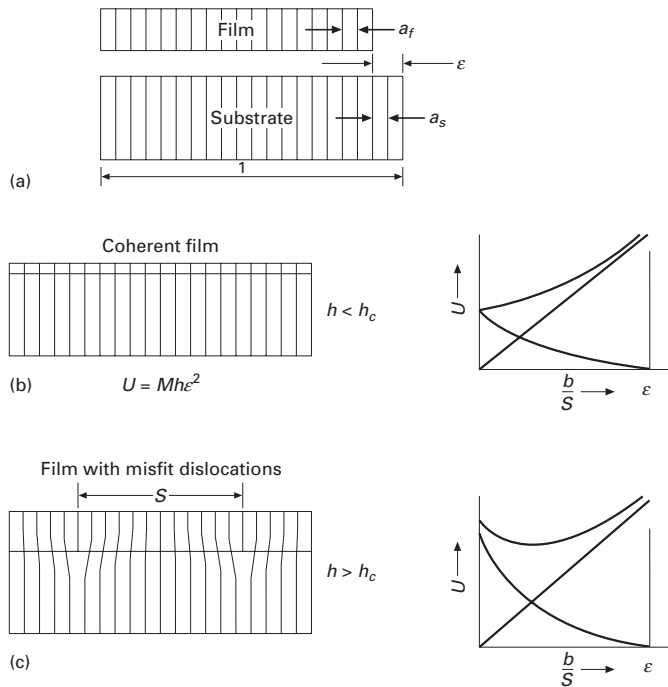 Film
a_f
ε
Substrate
a_s
(a)
1
Coherent film
h < h_c
U
b
S
ε
(b)
U = Mhε²
Film with misfit dislocations
S
h > h_c
U
b
S
ε
(c)